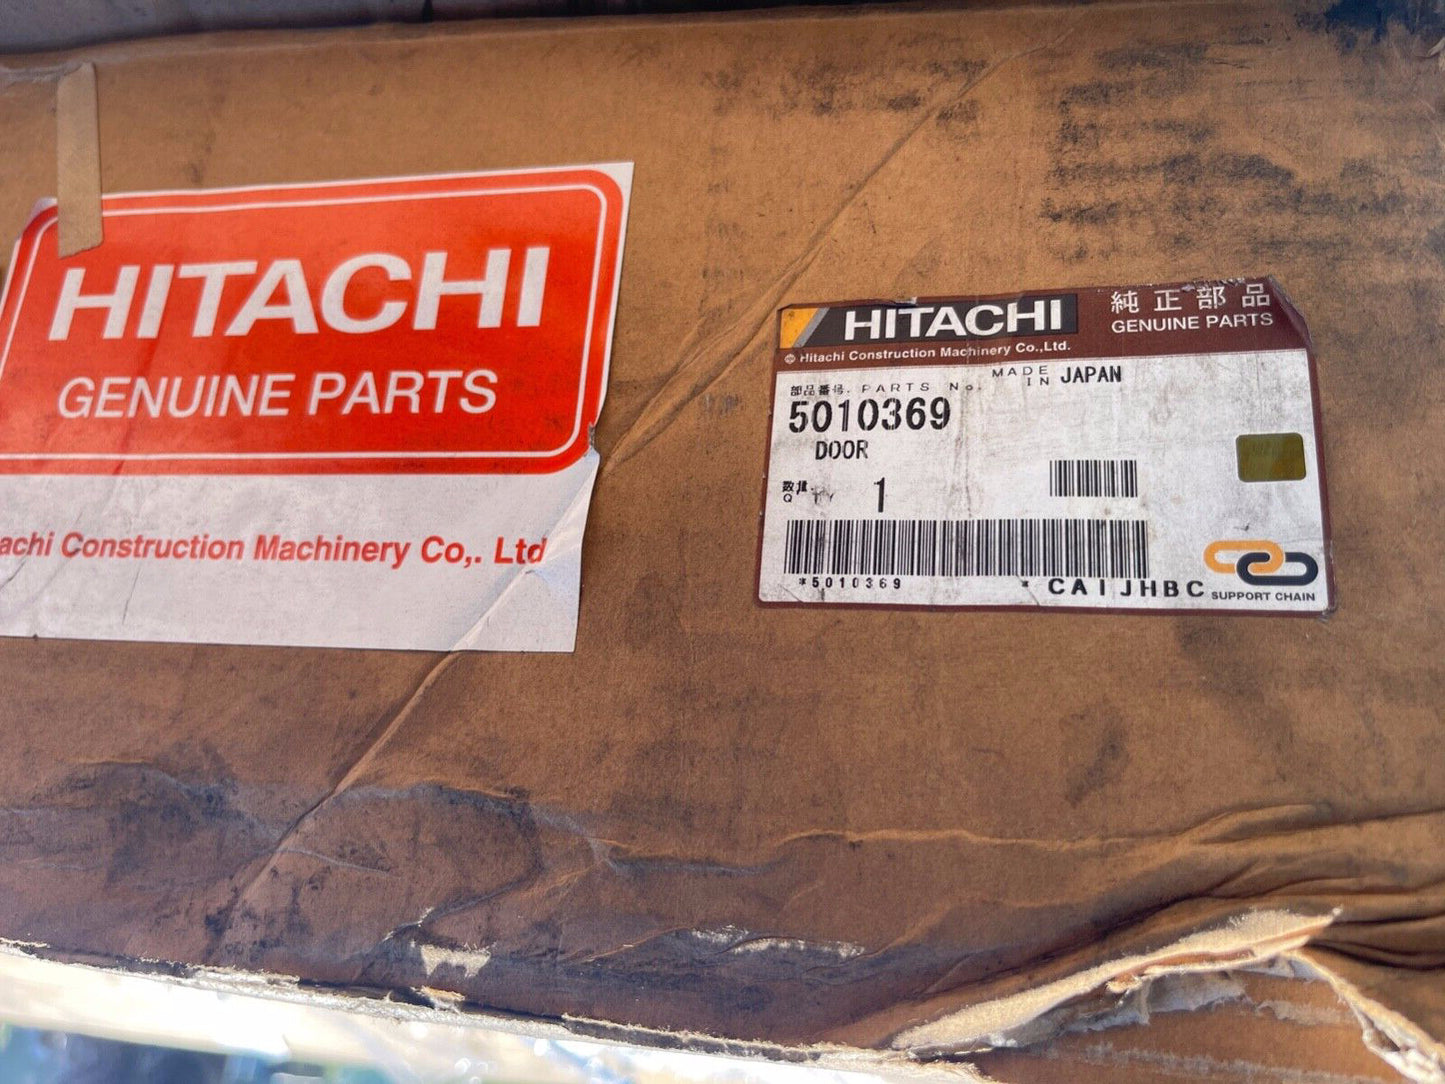 HITACHI
GENUINE PARTS
achi Construction Machinery Co,. Ltd
HITACHI
純正部品
GENUINE PARTS
Hitachi Construction Machinery Co.,Ltd.
部品番号. PARTS No.
MADE IN JAPAN
5010369
DOOR
数量.
Q'TY 1
*5010369 * CAIJHBC
SUPPORT CHAIN